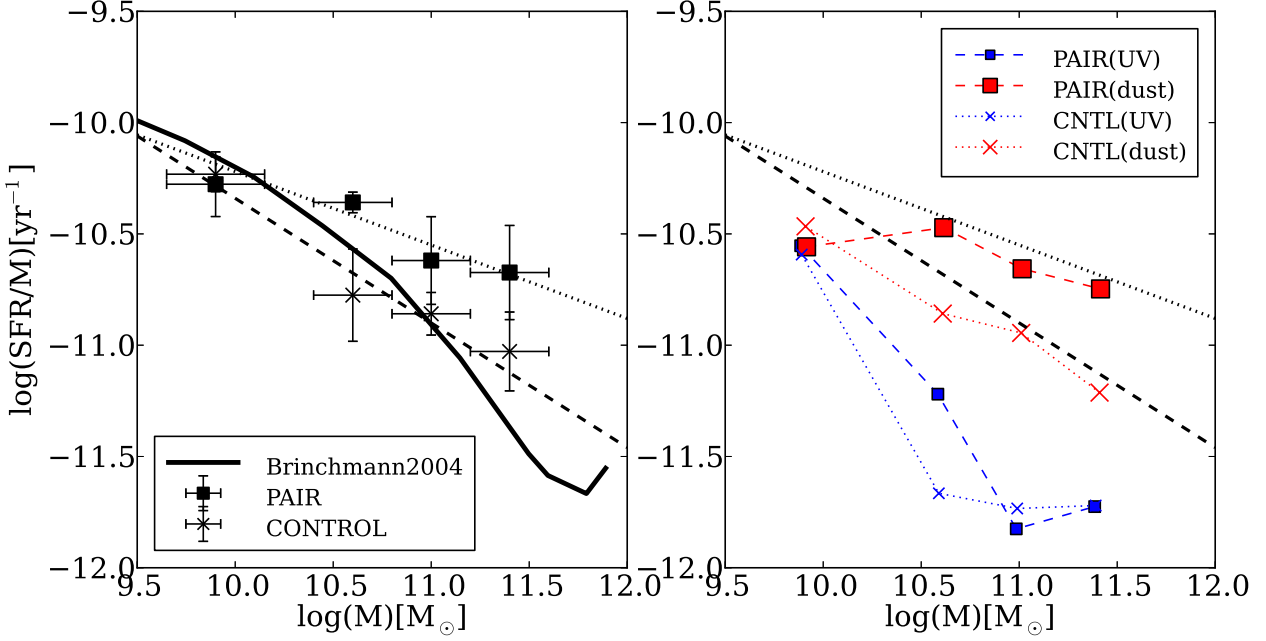 −9.5
−10.0
−10.5
−11.0
−11.5
−12.0
9.5 10.0 10.5 11.0 11.5 12.0
log(SFR/M)[yr⁻¹]
log(M)[M☉]
Brinchmann2004
PAIR
CONTROL
−9.5
−10.0
−10.5
−11.0
−11.5
−12.0
9.5 10.0 10.5 11.0 11.5 12.0
log(M)[M☉]
PAIR(UV)
PAIR(dust)
CNTL(UV)
CNTL(dust)